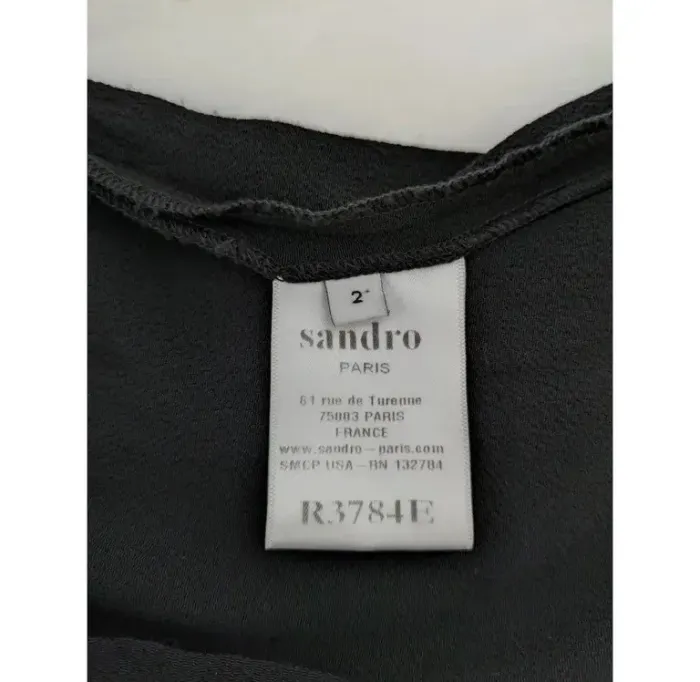 2+
sandro
PARIS
61 rue de Turenne
75003 PARIS
FRANCE
www.sandro-paris.com
SMCP USA-RN 132784
R3784E